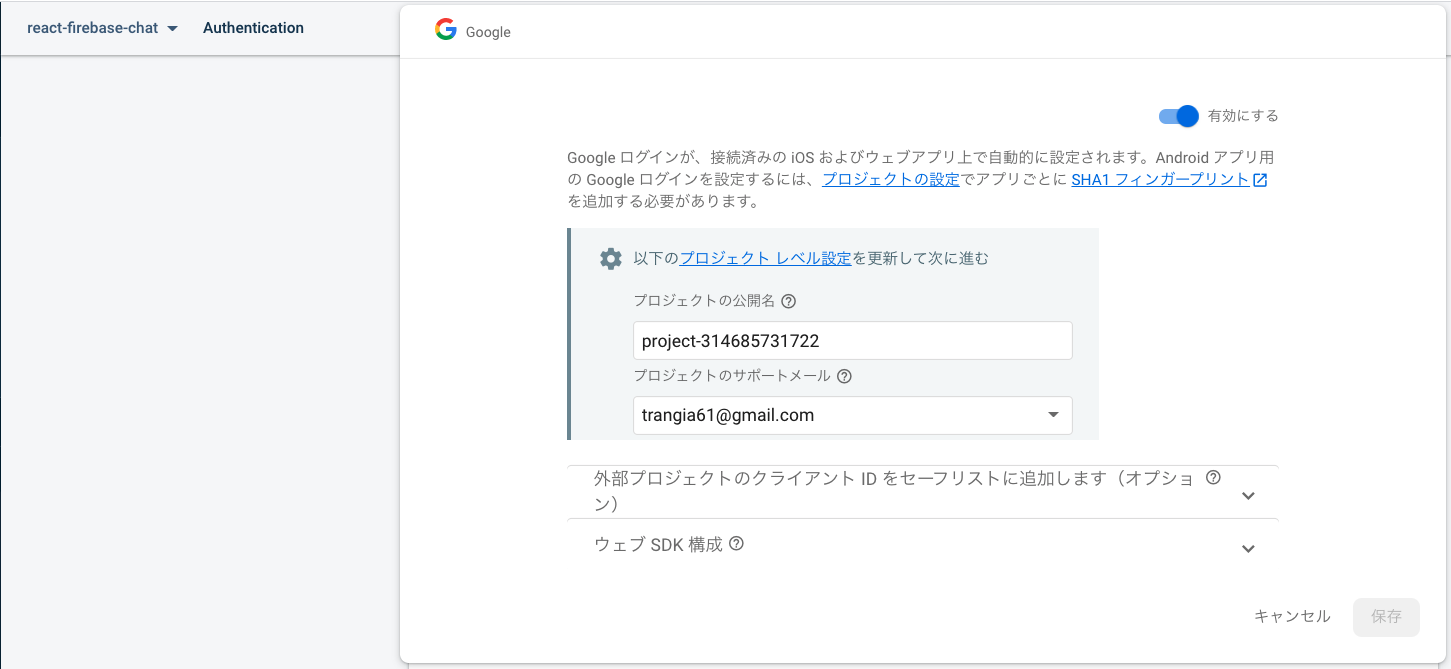 react-firebase-chat
Authentication
Google
有効にする
Google ログインが、接続済みの iOS およびウェブアプリ上で自動的に設定されます。Android アプリ用
の Google ログインを設定するには、プロジェクトの設定でアプリごとに SHA1 フィンガープリント
を追加する必要があります。
以下のプロジェクト レベル設定を更新して次に進む
プロジェクトの公開名
project-314685731722
プロジェクトのサポートメール
trangia61@gmail.com
外部プロジェクトのクライアント ID をセーフリストに追加します（オプショ
ン）
ウェブ SDK 構成
キャンセル
保存